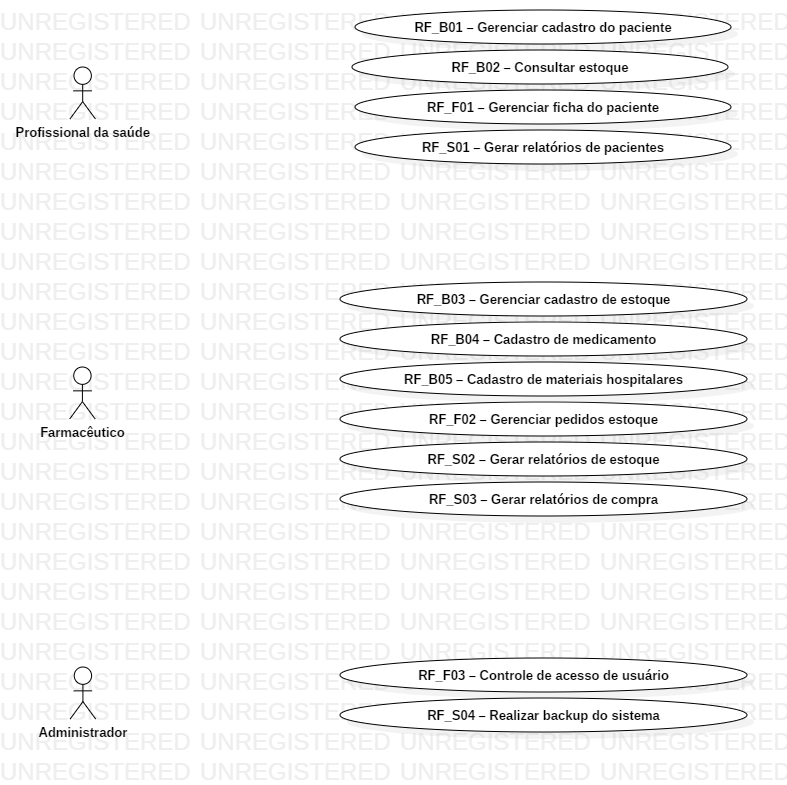 RF_B01 – Gerenciar cadastro do paciente
RF_B02 – Consultar estoque
RF_F01 – Gerenciar ficha do paciente
Profissional da saúde
RF_S01 – Gerar relatórios de pacientes
RF_B03 – Gerenciar cadastro de estoque
RF_B04 – Cadastro de medicamento
RF_B05 – Cadastro de materiais hospitalares
RF_F02 – Gerenciar pedidos estoque
Farmacêutico
RF_S02 – Gerar relatórios de estoque
RF_S03 – Gerar relatórios de compra
RF_F03 – Controle de acesso de usuário
RF_S04 – Realizar backup do sistema
Administrador
UNREGISTERED